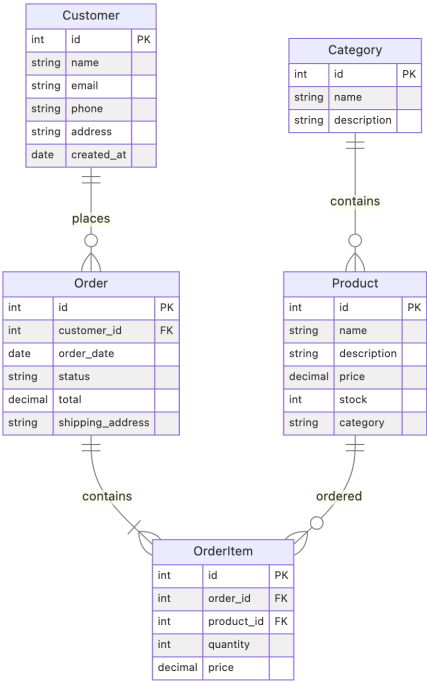 Customer
int id PK
string name
string email
string phone
string address
date created_at
Category
int id PK
string name
string description
places
contains
Order
int id PK
int customer_id FK
date order_date
string status
decimal total
string shipping_address
Product
int id PK
string name
string description
decimal price
int stock
string category
contains
ordered
OrderItem
int id PK
int order_id FK
int product_id FK
int quantity
decimal price